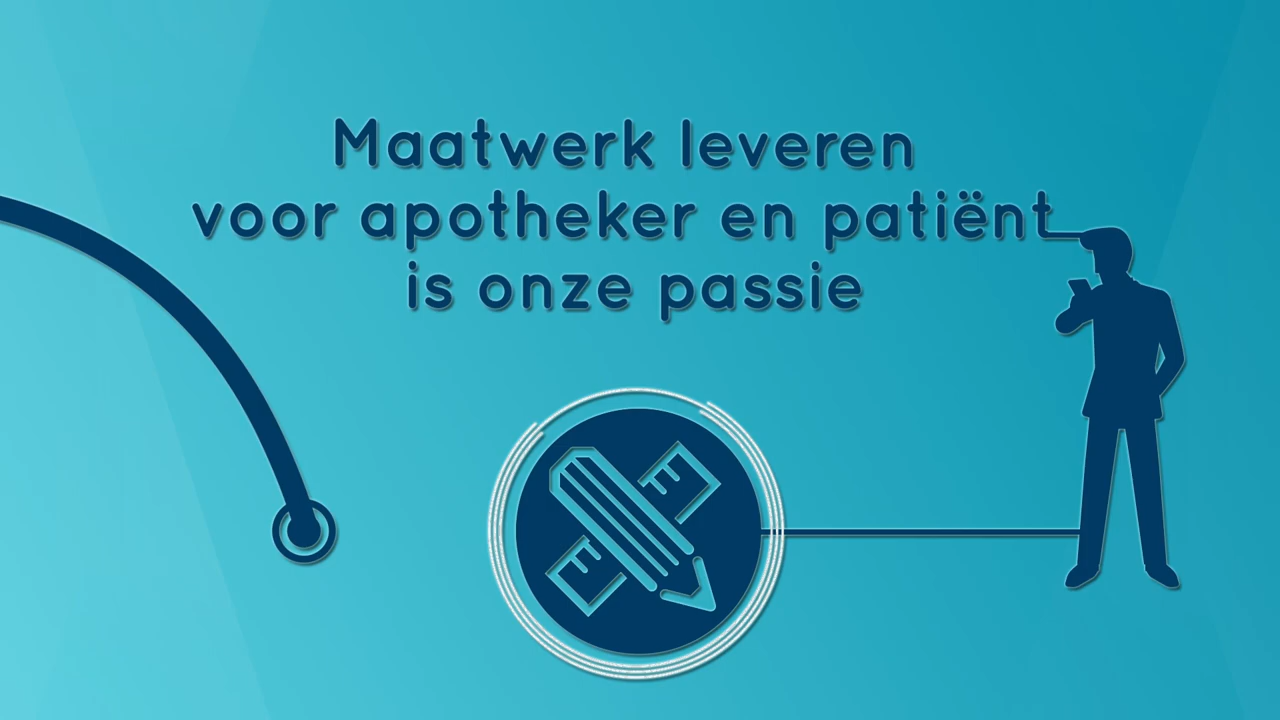 Maatwerk leveren
voor apotheker en patiënt
is onze passie